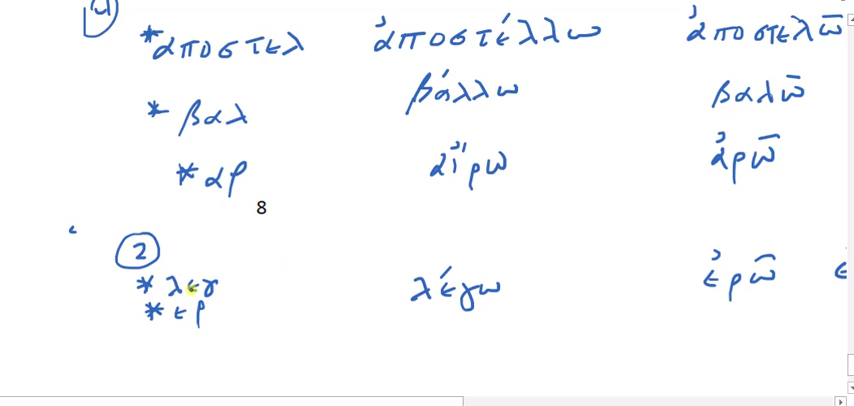 *αποστελ ἀποστέλλω ἀποστελῶ
*βαλ βάλλω βαλῶ
*αρ αἴρω ἀρῶ
8
2
*λεγ λέγω ἐρῶ ε
*ερ